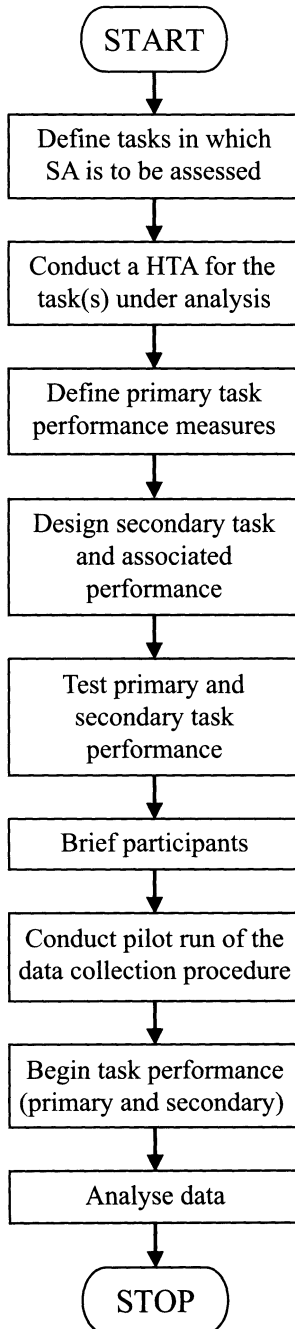 START
Define tasks in which
SA is to be assessed
Conduct a HTA for the
task(s) under analysis
Define primary task
performance measures
Design secondary task
and associated
performance
Test primary and
secondary task
performance
Brief participants
Conduct pilot run of the
data collection procedure
Begin task performance
(primary and secondary)
Analyse data
STOP